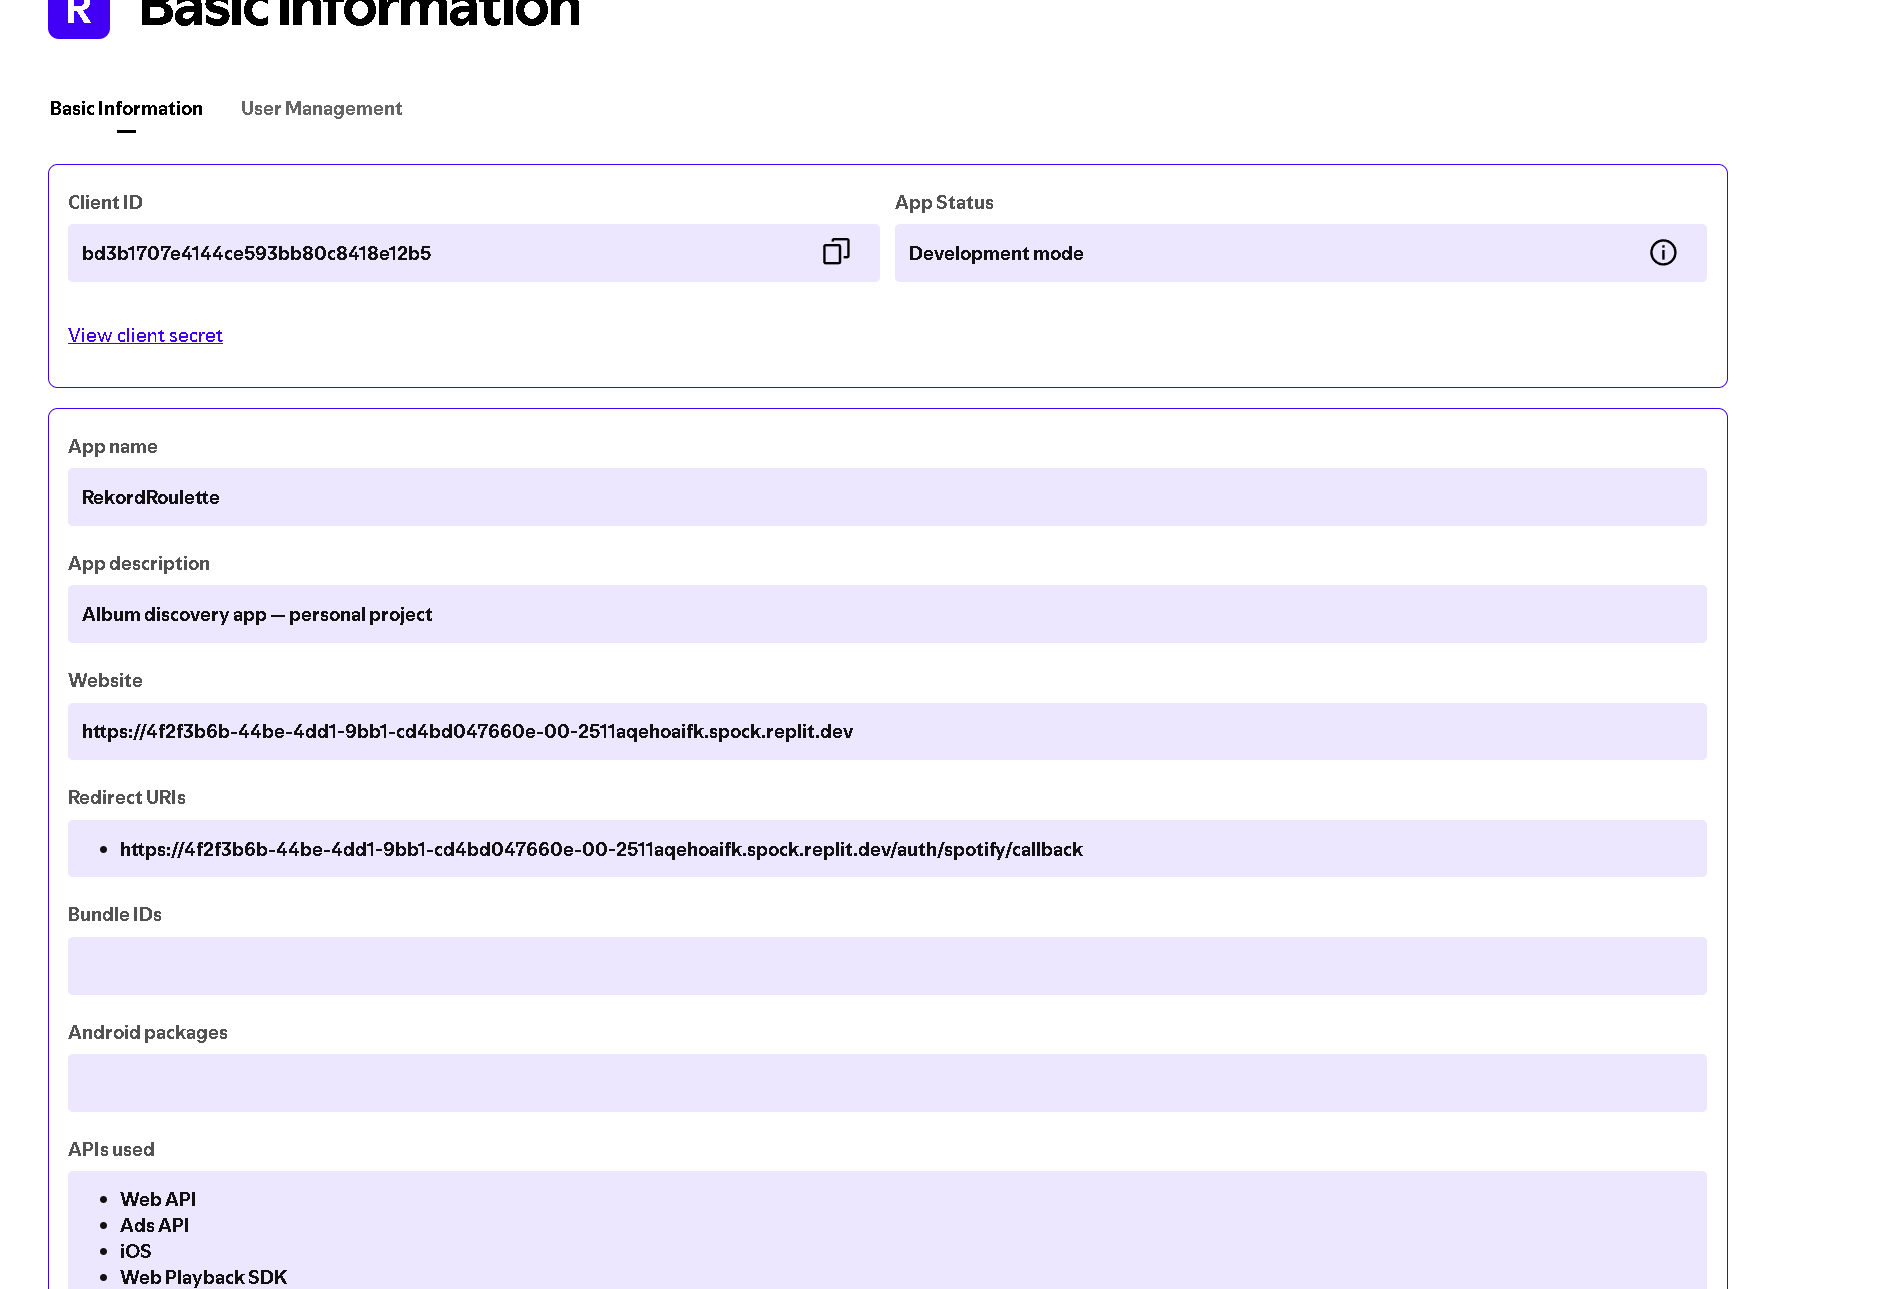 R
Basic Information
Basic Information
User Management
Client ID
bd3b1707e4144ce593bb80c8418e12b5
App Status
Development mode
View client secret
App name
RekordRoulette
App description
Album discovery app — personal project
Website
https://4f2f3b6b-44be-4dd1-9bb1-cd4bd047660e-00-2511aqehoaifk.spock.replit.dev
Redirect URIs
• https://4f2f3b6b-44be-4dd1-9bb1-cd4bd047660e-00-2511aqehoaifk.spock.replit.dev/auth/spotify/callback
Bundle IDs
Android packages
APIs used
• Web API
• Ads API
• iOS
• Web Playback SDK